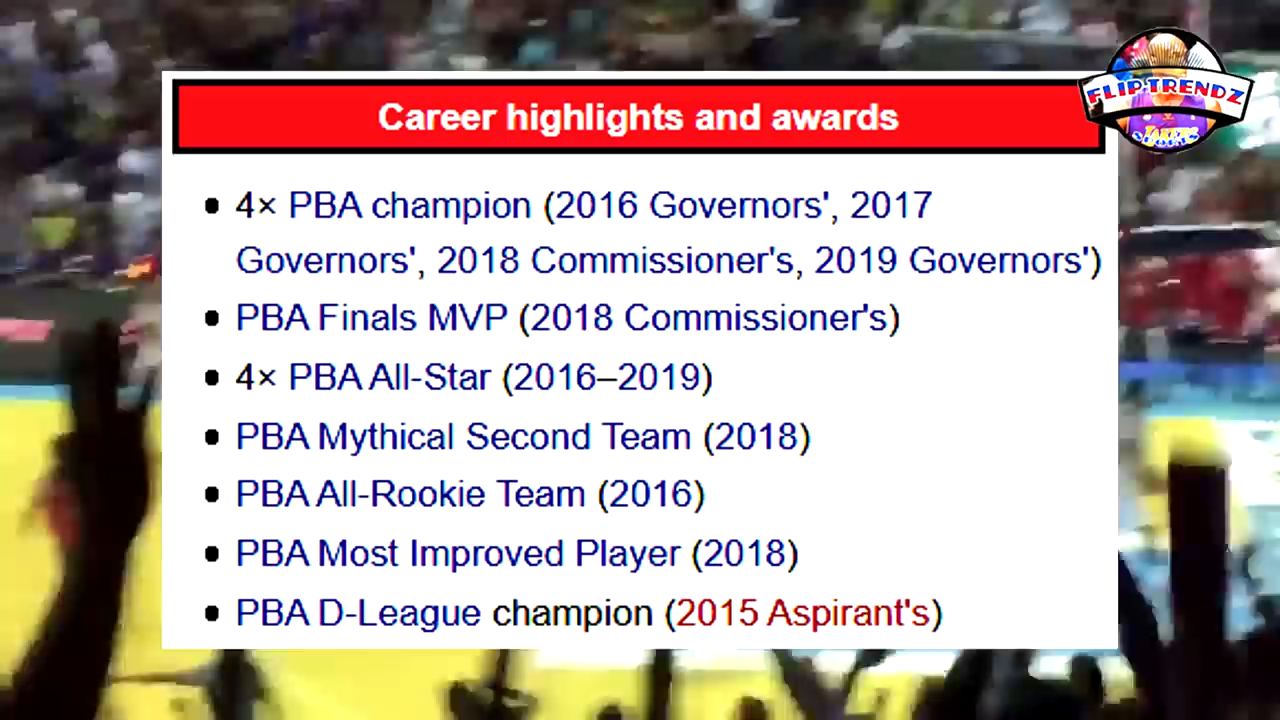 FLIP TRENDZ
Career highlights and awards
• 4× PBA champion (2016 Governors', 2017
Governors', 2018 Commissioner's, 2019 Governors')
• PBA Finals MVP (2018 Commissioner's)
• 4× PBA All-Star (2016–2019)
• PBA Mythical Second Team (2018)
• PBA All-Rookie Team (2016)
• PBA Most Improved Player (2018)
• PBA D-League champion (2015 Aspirant's)